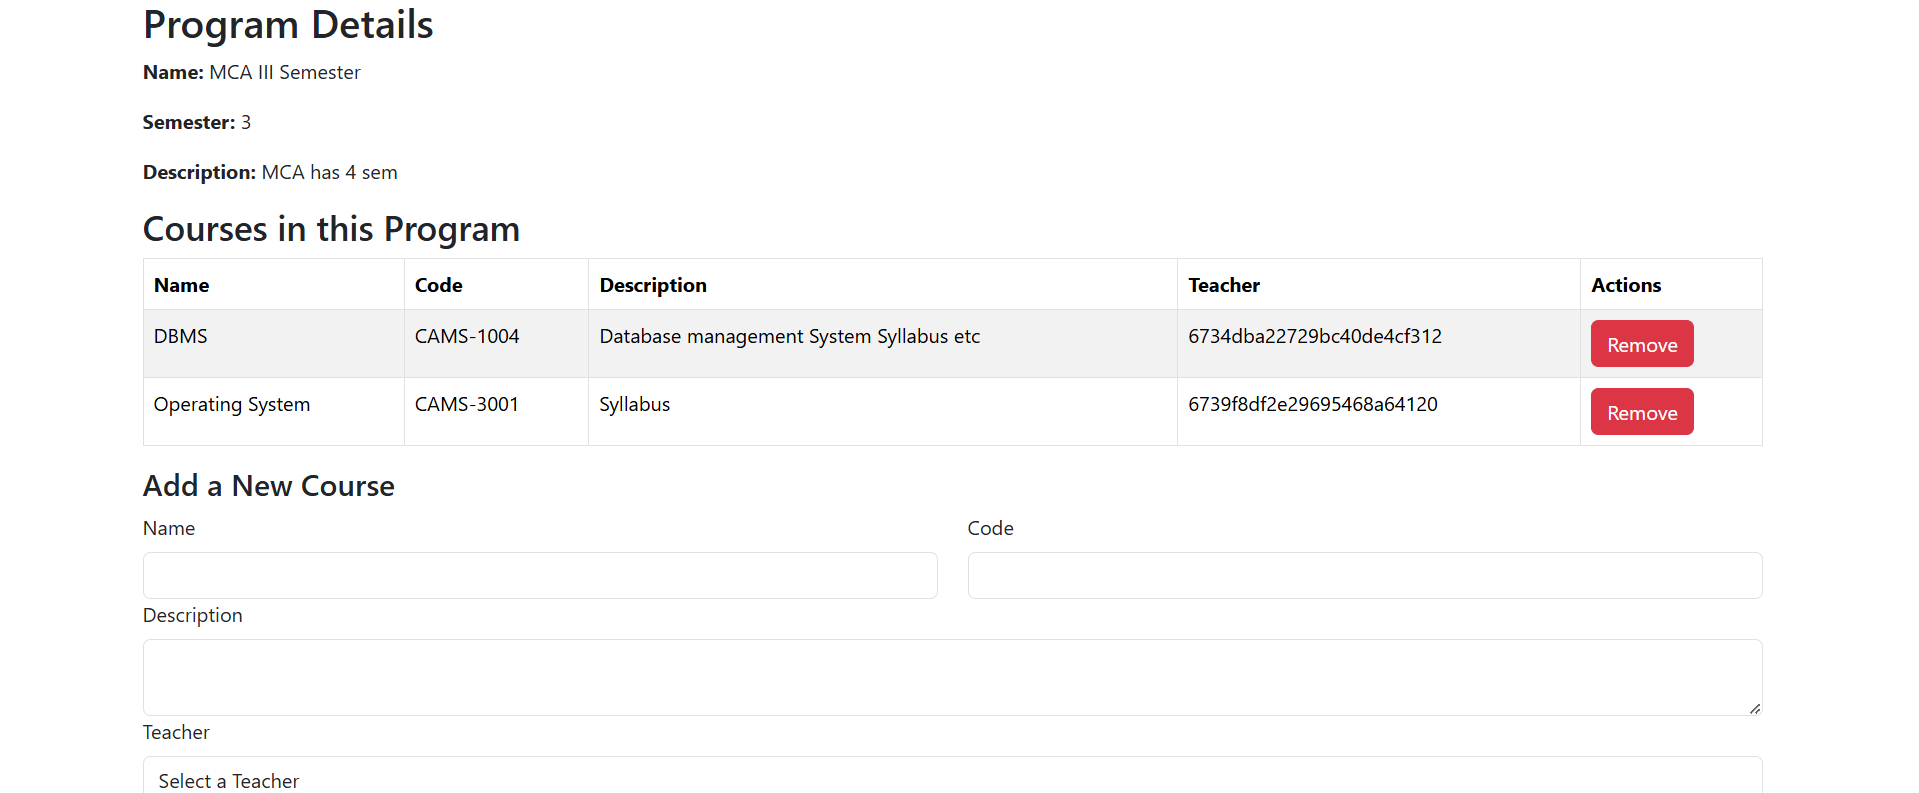 Program Details
Name: MCA III Semester
Semester: 3
Description: MCA has 4 sem
Courses in this Program
Name Code Description Teacher Actions
DBMS CAMS-1004 Database management System Syllabus etc 6734dba22729bc40de4cf312 Remove
Operating System CAMS-3001 Syllabus 6739f8df2e29695468a64120 Remove
Add a New Course
Name Code
Description
Teacher
Select a Teacher